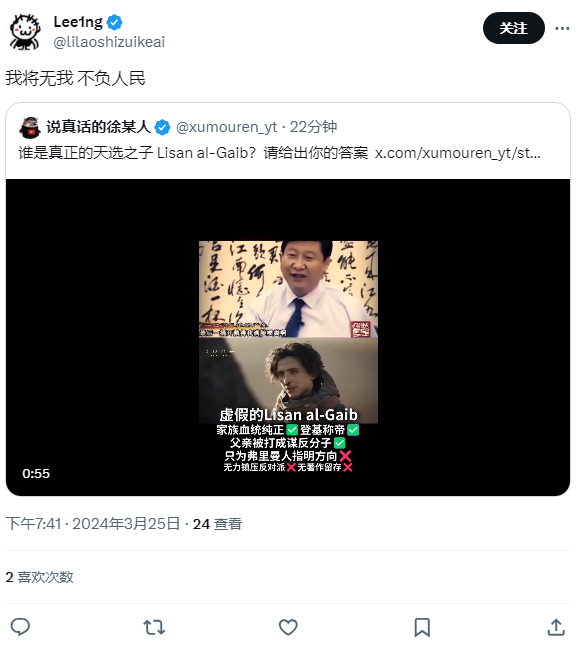 Lee1ng
@lilaoshizuikeai
关注
我将无我 不负人民
说真话的徐某人 @xumouren_yt · 22分钟
谁是真正的天选之子 Lisan al-Gaib？请给出你的答案 x.com/xumouren_yt/st...
虚假的Lisan al-Gaib
家族血统纯正✅登基称帝✅
父亲被打成谋反分子✅
只为弗里曼人指明方向❌
无力镇压反对派❌无著作留存❌
0:55
下午7:41 · 2024年3月25日 · 24 查看
2 喜欢次数